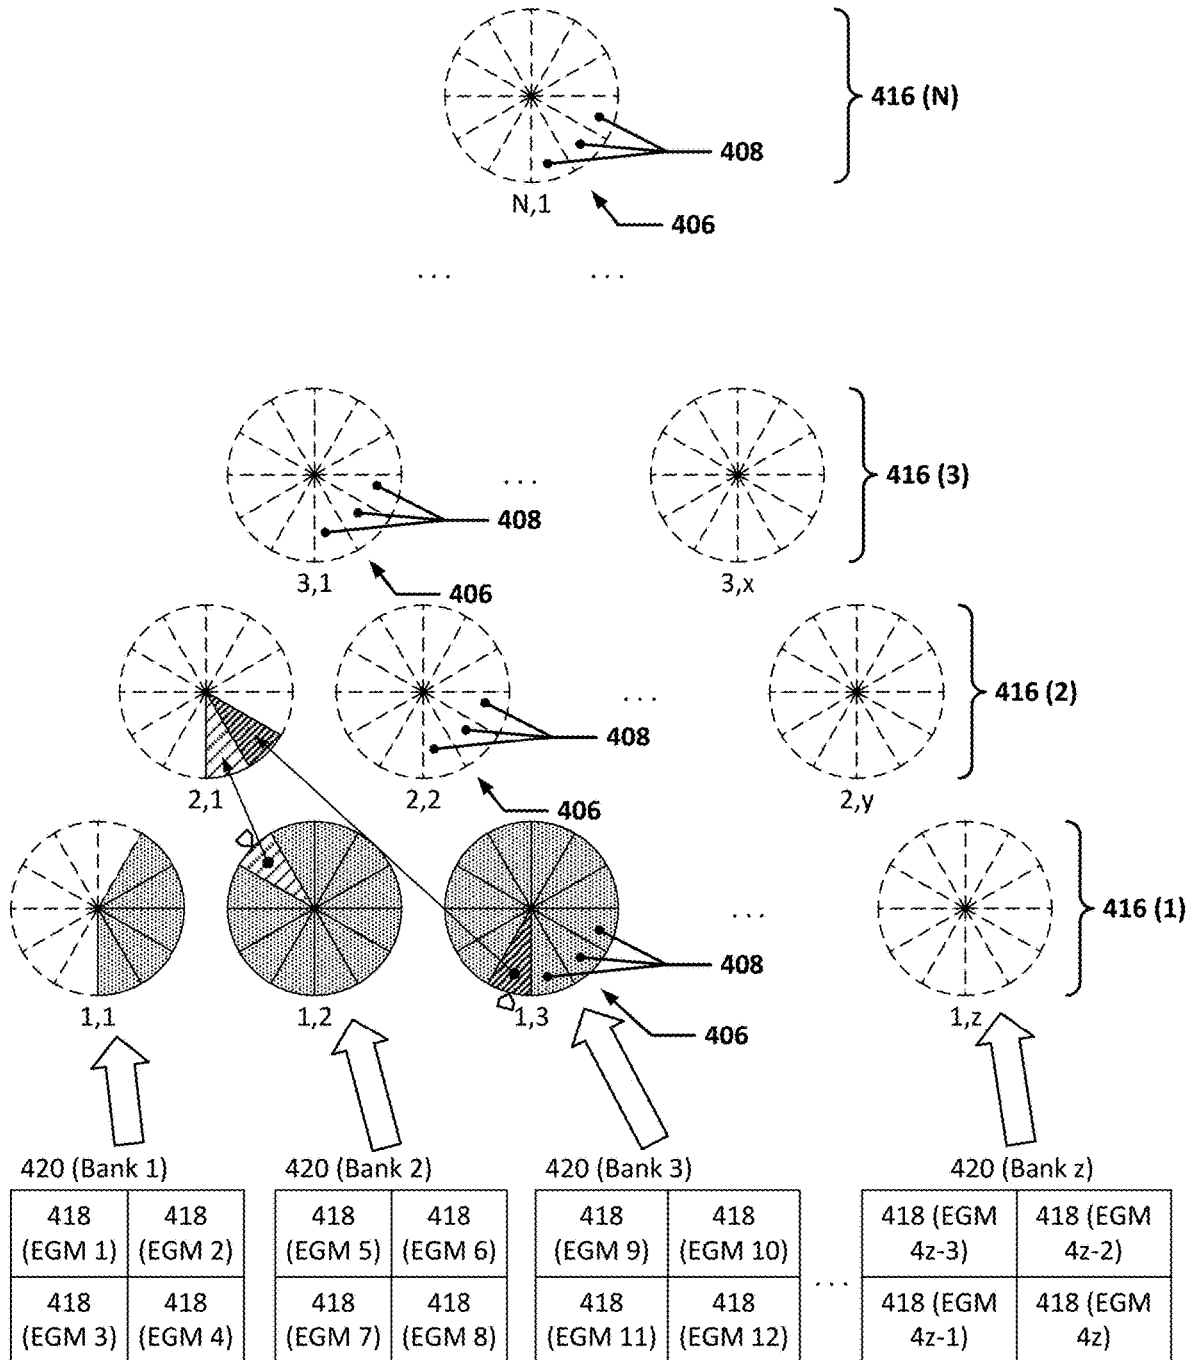 416 (N)
408
N,1
406
. . . . . .
416 (3)
. . .
408
3,1
3,x
406
416 (2)
. . .
408
2,1
2,2
2,y
406
416 (1)
. . .
408
1,1
1,2
1,3
1,z
406
420 (Bank 1) 420 (Bank 2) 420 (Bank 3) 420 (Bank z)
418 418 418 418 418 418 418 (EGM 418 (EGM
(EGM 1) (EGM 2) (EGM 5) (EGM 6) (EGM 9) (EGM 10) 4z-3) 4z-2)
. . .
418 418 418 418 418 418 418 (EGM 418 (EGM
(EGM 3) (EGM 4) (EGM 7) (EGM 8) (EGM 11) (EGM 12) 4z-1) 4z)